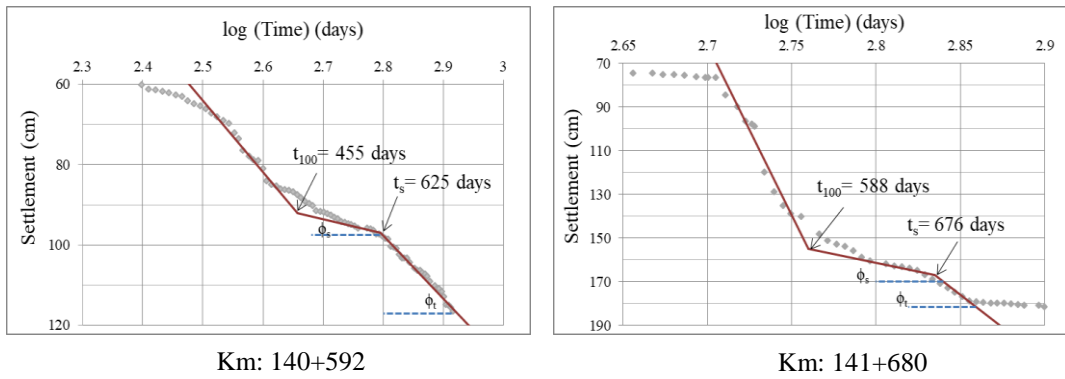 log (Time) (days)
2.3 2.4 2.5 2.6 2.7 2.8 2.9 3
60
80
100
120
Settlement (cm)
t100= 455 days
ts= 625 days
ϕs
ϕt
Km: 140+592
log (Time) (days)
2.65 2.7 2.75 2.8 2.85 2.9
70
90
110
130
150
170
190
Settlement (cm)
t100= 588 days
ts= 676 days
ϕs
ϕt
Km: 141+680